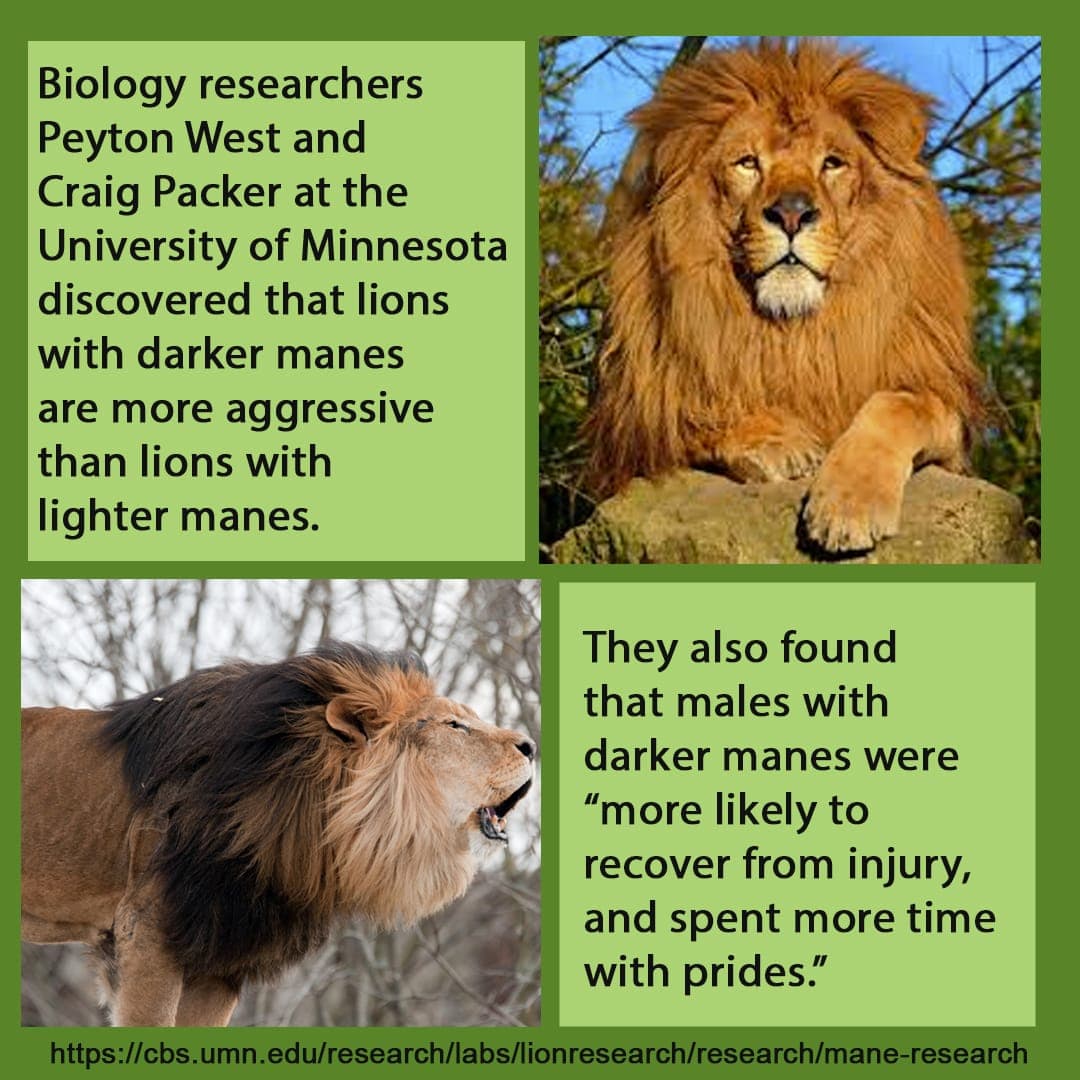 Biology researchers
Peyton West and
Craig Packer at the
University of Minnesota
discovered that lions
with darker manes
are more aggressive
than lions with
lighter manes.
They also found
that males with
darker manes were
“more likely to
recover from injury,
and spent more time
with prides.”
https://cbs.umn.edu/research/labs/lionresearch/research/mane-research